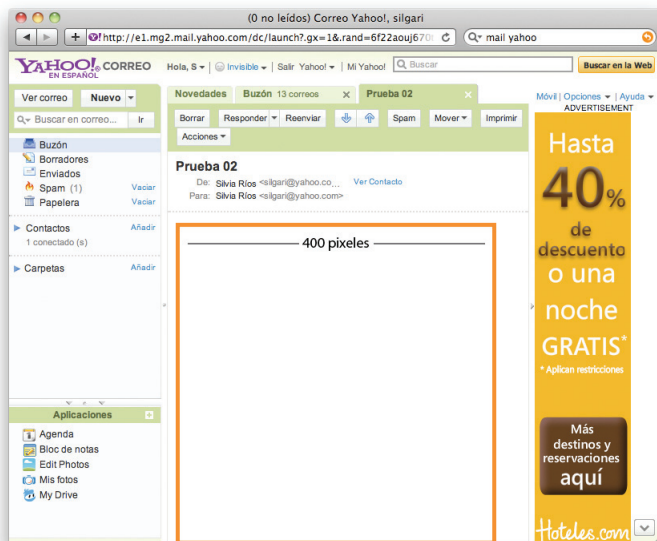 (0 no leídos) Correo Yahoo!, silgari
http://e1.mg2.mail.yahoo.com/dc/launch?.gx=1&.rand=6f22aouj670
mail yahoo
YAHOO! CORREO
EN ESPAÑOL
Hola, S | Invisible | Salir Yahoo! | Mi Yahoo!
Buscar
Buscar en la Web
Ver correo
Nuevo
Buscar en correo...
Ir
Buzón
Borradores
Enviados
Spam (1) Vaciar
Papelera Vaciar
Contactos Añadir
1 conectado (s)
Carpetas Añadir
Aplicaciones
Agenda
Bloc de notas
Edit Photos
Mis fotos
My Drive
Novedades
Buzón 13 correos x
Prueba 02 x
Borrar Responder Reenviar Spam Mover Imprimir
Acciones
Prueba 02
De: Silvia Ríos <silgari@yahoo.co... Ver Contacto
Para: Silvia Ríos <silgari@yahoo.com>
400 pixeles
Móvil | Opciones | Ayuda
ADVERTISEMENT
Hasta
40%
de
descuento
o una
noche
GRATIS*
* Aplican restricciones
Más
destinos y
reservaciones
aquí
Hoteles.com